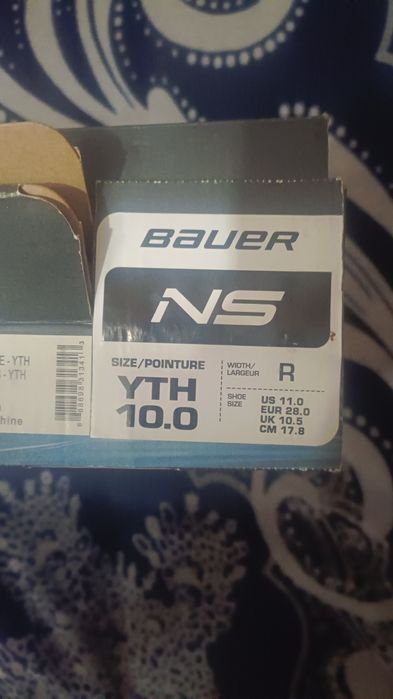 BAUER
NS
SIZE/POINTURE
YTH
10.0
WIDTH/
LARGEUR
R
SHOE
SIZE
US 11.0
EUR 28.0
UK 10.5
CM 17.8
E-YTH
-YTH
hine